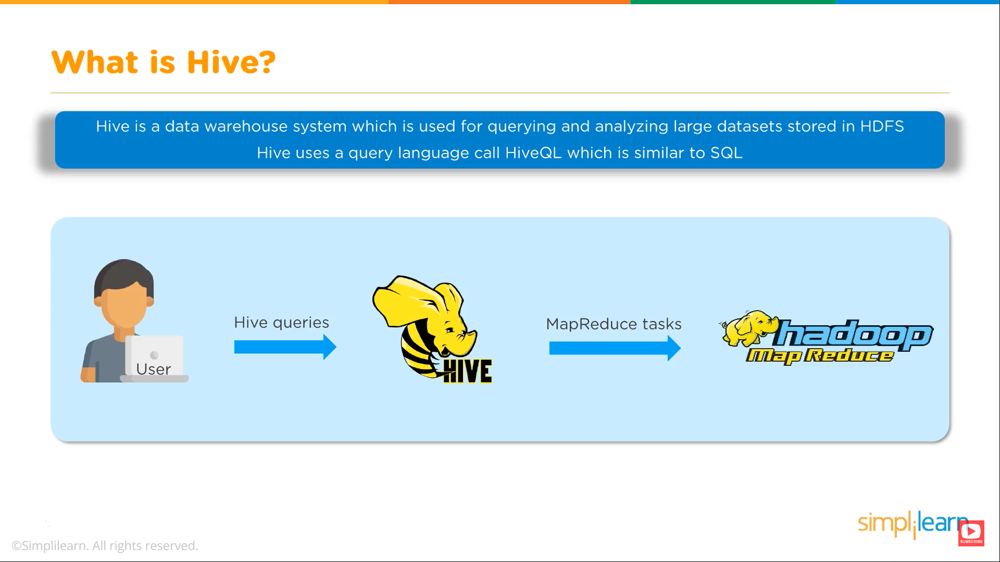 What is Hive?
Hive is a data warehouse system which is used for querying and analyzing large datasets stored in HDFS
Hive uses a query language call HiveQL which is similar to SQL
Hive queries
MapReduce tasks
User
HIVE
hadoop
Map Reduce
simplilearn
SUBSCRIBE
©Simplilearn. All rights reserved.